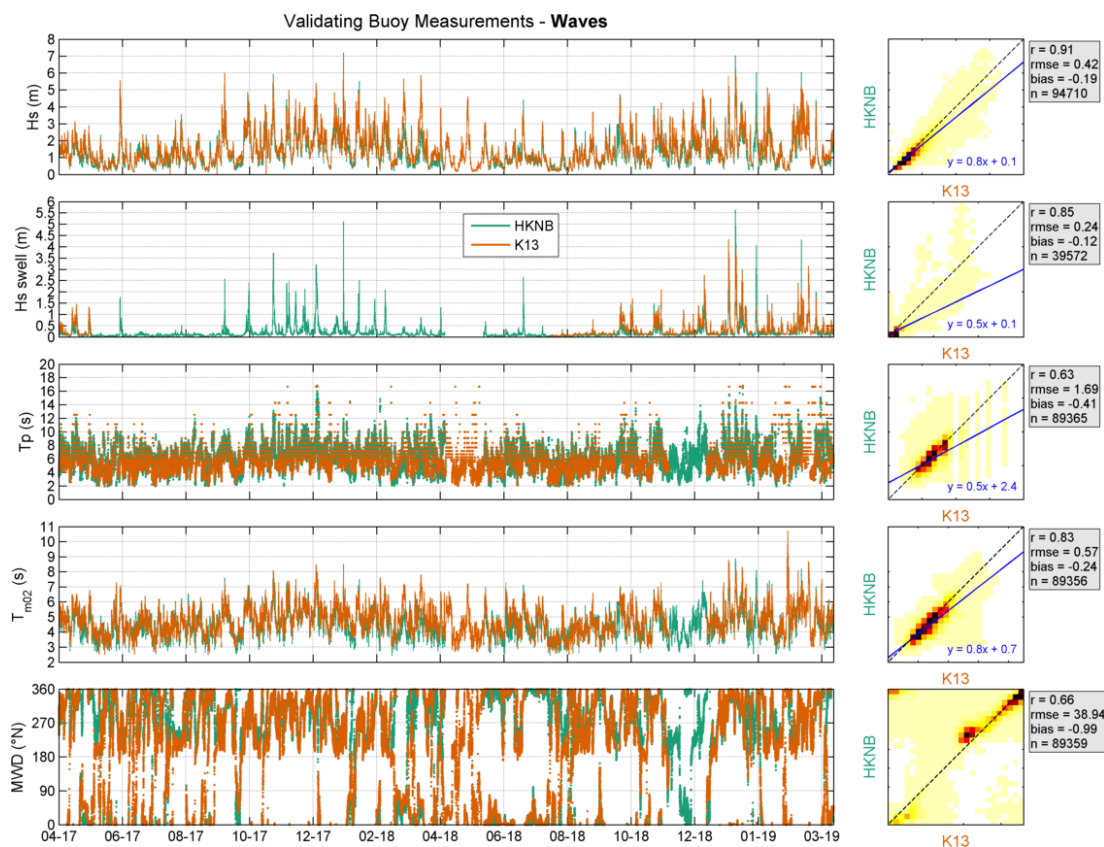 Validating Buoy Measurements - Waves
Hs (m)
8
7
6
5
4
3
2
1
0
HKNB
K13
y = 0.8x + 0.1
r = 0.91
rmse = 0.42
bias = -0.19
n = 94710
Hs swell (m)
6
5.5
5
4.5
4
3.5
3
2.5
2
1.5
1
0.5
0
HKNB
K13
HKNB
K13
y = 0.5x + 0.1
r = 0.85
rmse = 0.24
bias = -0.12
n = 39572
Tp (s)
20
18
16
14
12
10
8
6
4
2
0
HKNB
K13
y = 0.5x + 2.4
r = 0.63
rmse = 1.69
bias = -0.41
n = 89365
Tm02 (s)
11
10
9
8
7
6
5
4
3
2
HKNB
K13
y = 0.8x + 0.7
r = 0.83
rmse = 0.57
bias = -0.24
n = 89356
MWD (°N)
360
270
180
90
0
04-17 06-17 08-17 10-17 12-17 02-18 04-18 06-18 08-18 10-18 12-18 01-19 03-19
HKNB
K13
r = 0.66
rmse = 38.94
bias = -0.99
n = 89359